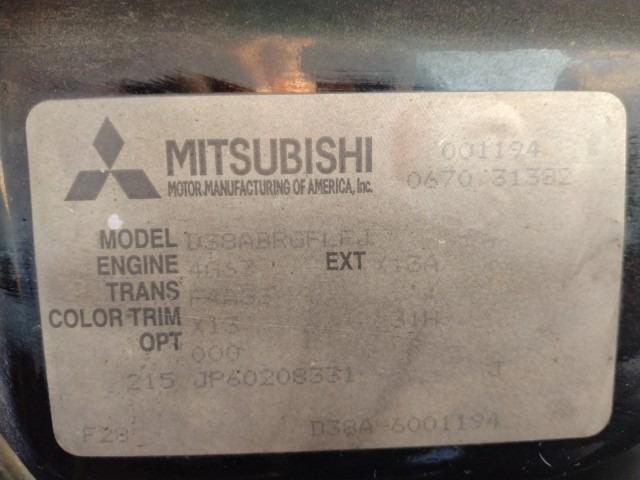 MITSUBISHI 001194
MOTOR MANUFACTURING OF AMERICA, Inc. 0670 31382
MODEL D38ABRGFLFJ
ENGINE 4G63 EXT X13A
TRANS F4A33
COLOR TRIM X13 31H
OPT 000
215 JP60208331 J
F28 D38A-6001194